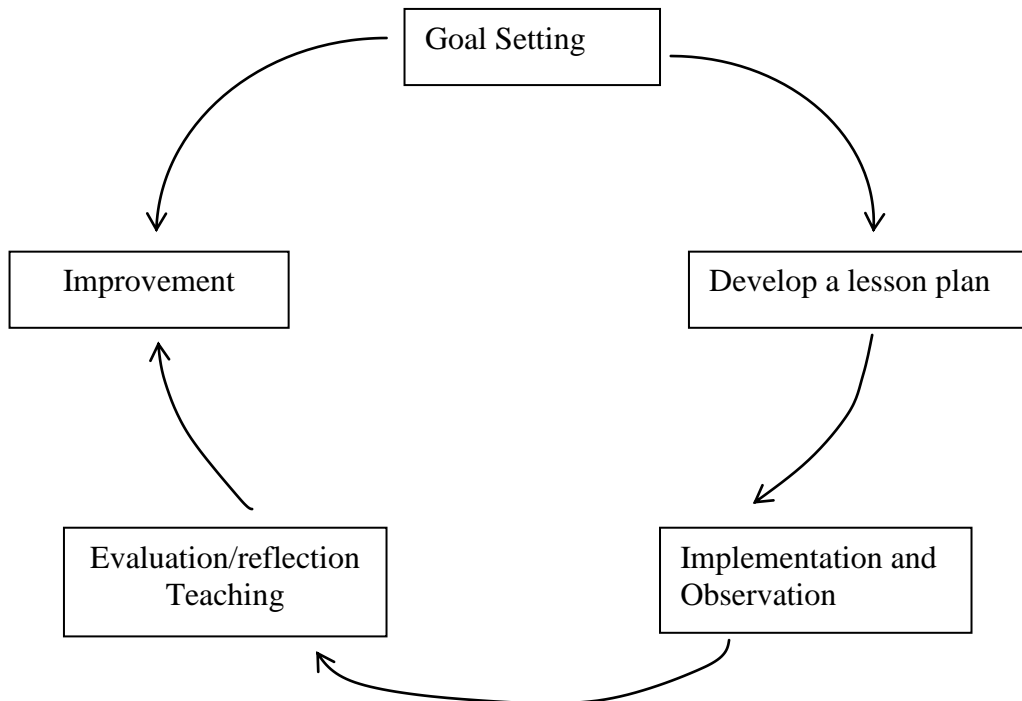 Goal Setting
Improvement
Develop a lesson plan
Evaluation/reflection
Teaching
Implementation and
Observation